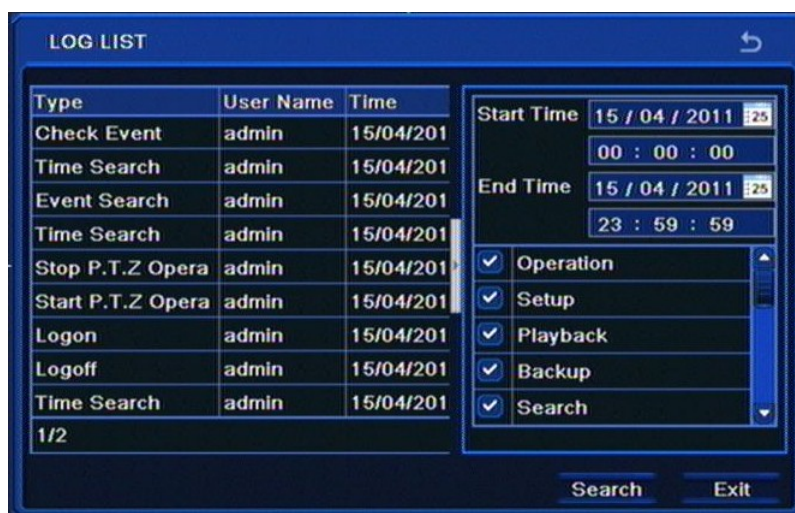 LOG LIST
Type User Name Time
Check Event admin 15/04/201
Time Search admin 15/04/201
Event Search admin 15/04/201
Time Search admin 15/04/201
Stop P.T.Z Opera admin 15/04/201
Start P.T.Z Opera admin 15/04/201
Logon admin 15/04/201
Logoff admin 15/04/201
Time Search admin 15/04/201
1/2
Start Time 15 / 04 / 2011 25
00 : 00 : 00
End Time 15 / 04 / 2011 25
23 : 59 : 59
Operation
Setup
Playback
Backup
Search
Search Exit